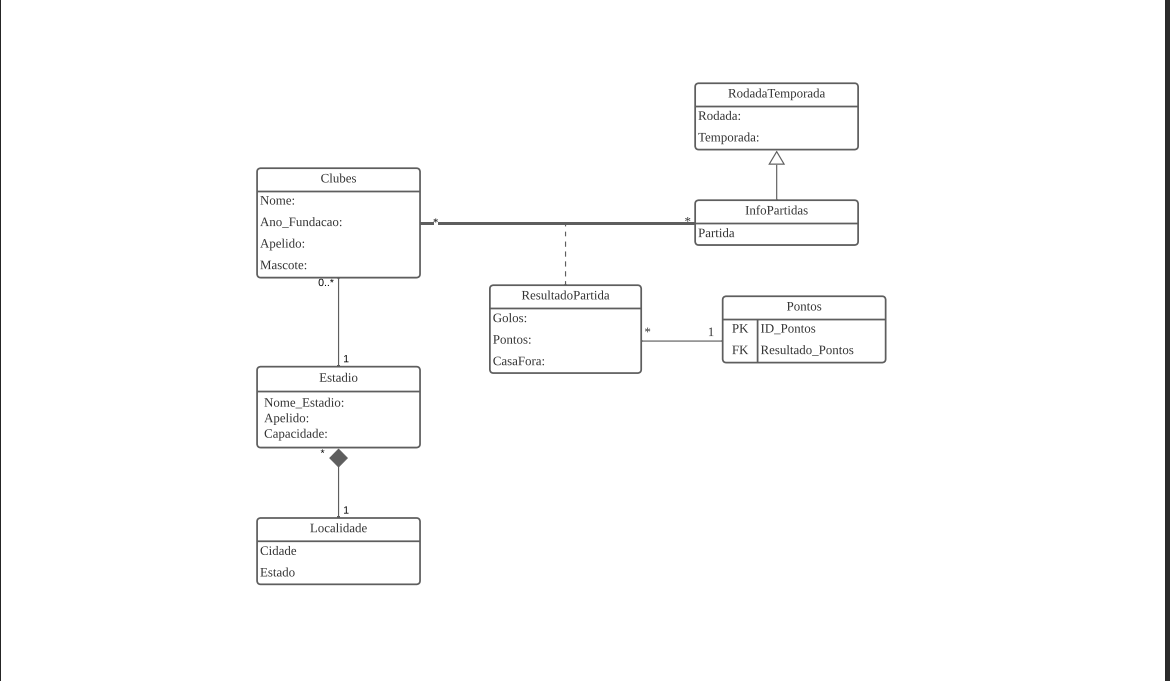 RodadaTemporada
Rodada:
Temporada:
Clubes
Nome:
Ano_Fundacao:
Apelido:
Mascote:
0..*
*
*
InfoPartidas
Partida
ResultadoPartida
Golos:
Pontos:
CasaFora:
*
1
Pontos
PK ID_Pontos
FK Resultado_Pontos
1
Estadio
Nome_Estadio:
Apelido:
Capacidade:
*
1
Localidade
Cidade
Estado